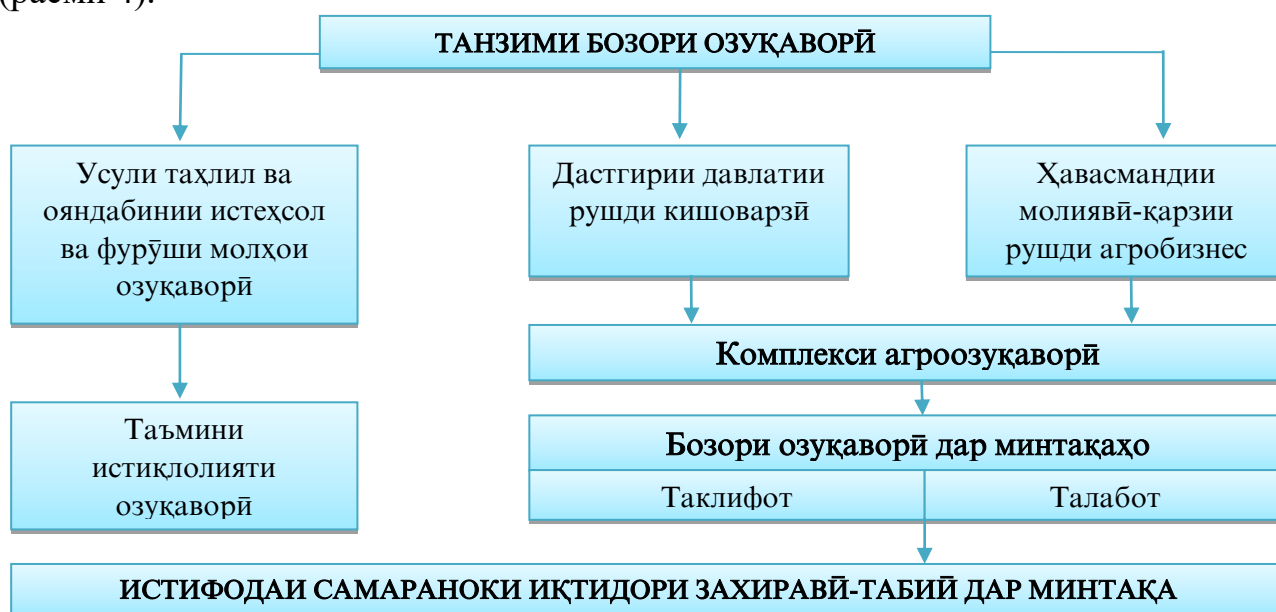 (расми 4).
ТАНЗИМИ БОЗОРИ ОЗУҚАВОРӢ
Усули таҳлил ва
ояндабинии истеҳсол
ва фурӯши молҳои
озуқаворӣ
Дастгирии давлатии
рушди кишоварзӣ
Ҳавасмандии
молиявӣ-қарзии
рушди агробизнес
Комплекси агроозуқаворӣ
Таъмини
истиқлолияти
озуқаворӣ
Бозори озуқаворӣ дар минтақаҳо
Таклифот
Талабот
ИСТИФОДАИ САМАРАНОКИ ИҚТИДОРИ ЗАХИРАВӢ-ТАБИӢ ДАР МИНТАҚА